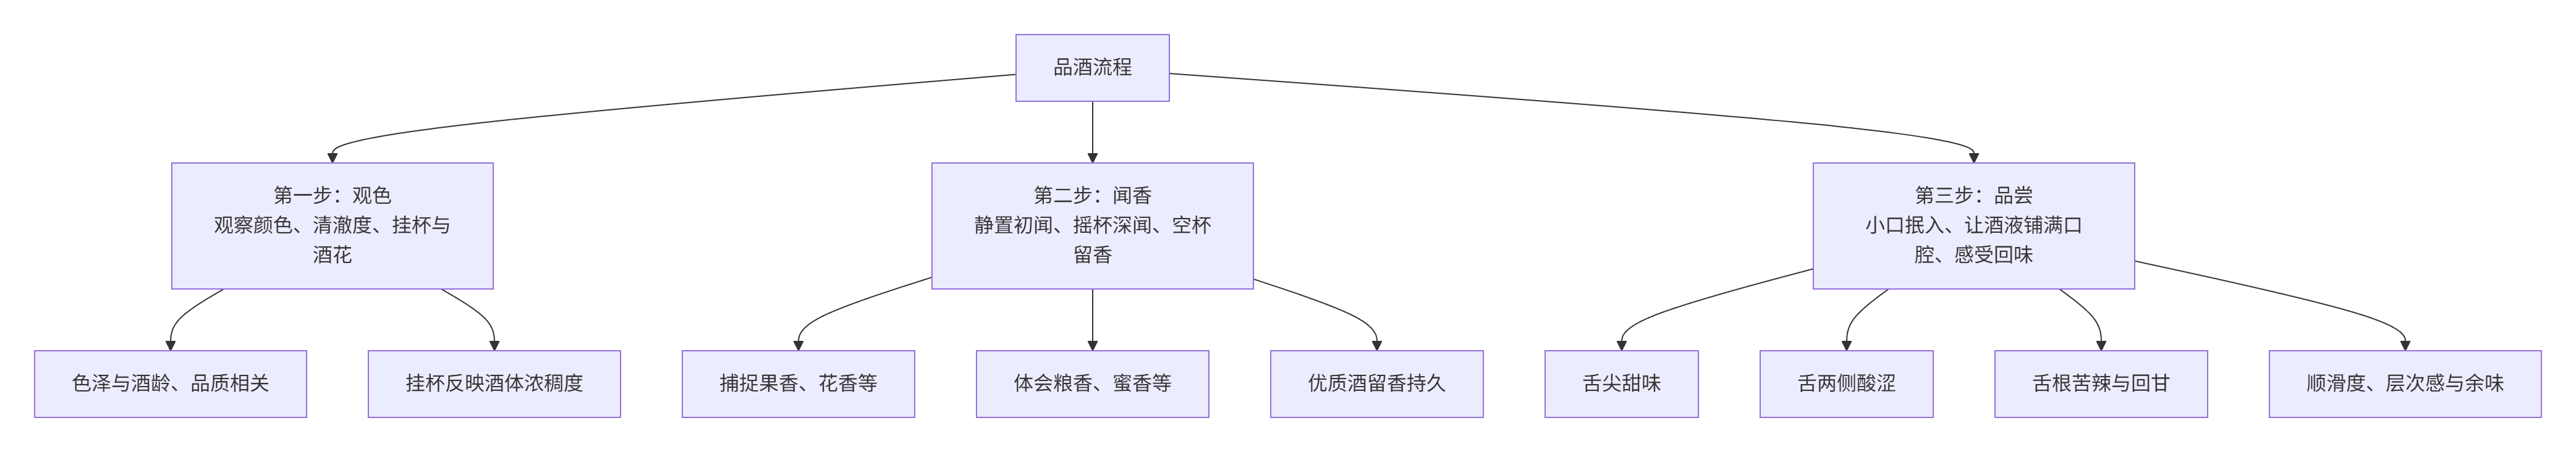 品酒流程
第一步：观色
观察颜色、清澈度、挂杯与
酒花
第二步：闻香
静置初闻、摇杯深闻、空杯
留香
第三步：品尝
小口抿入、让酒液铺满口
腔、感受回味
色泽与酒龄、品质相关
挂杯反映酒体浓稠度
捕捉果香、花香等
体会粮香、蜜香等
优质酒留香持久
舌尖甜味
舌两侧酸涩
舌根苦辣与回甘
顺滑度、层次感与余味